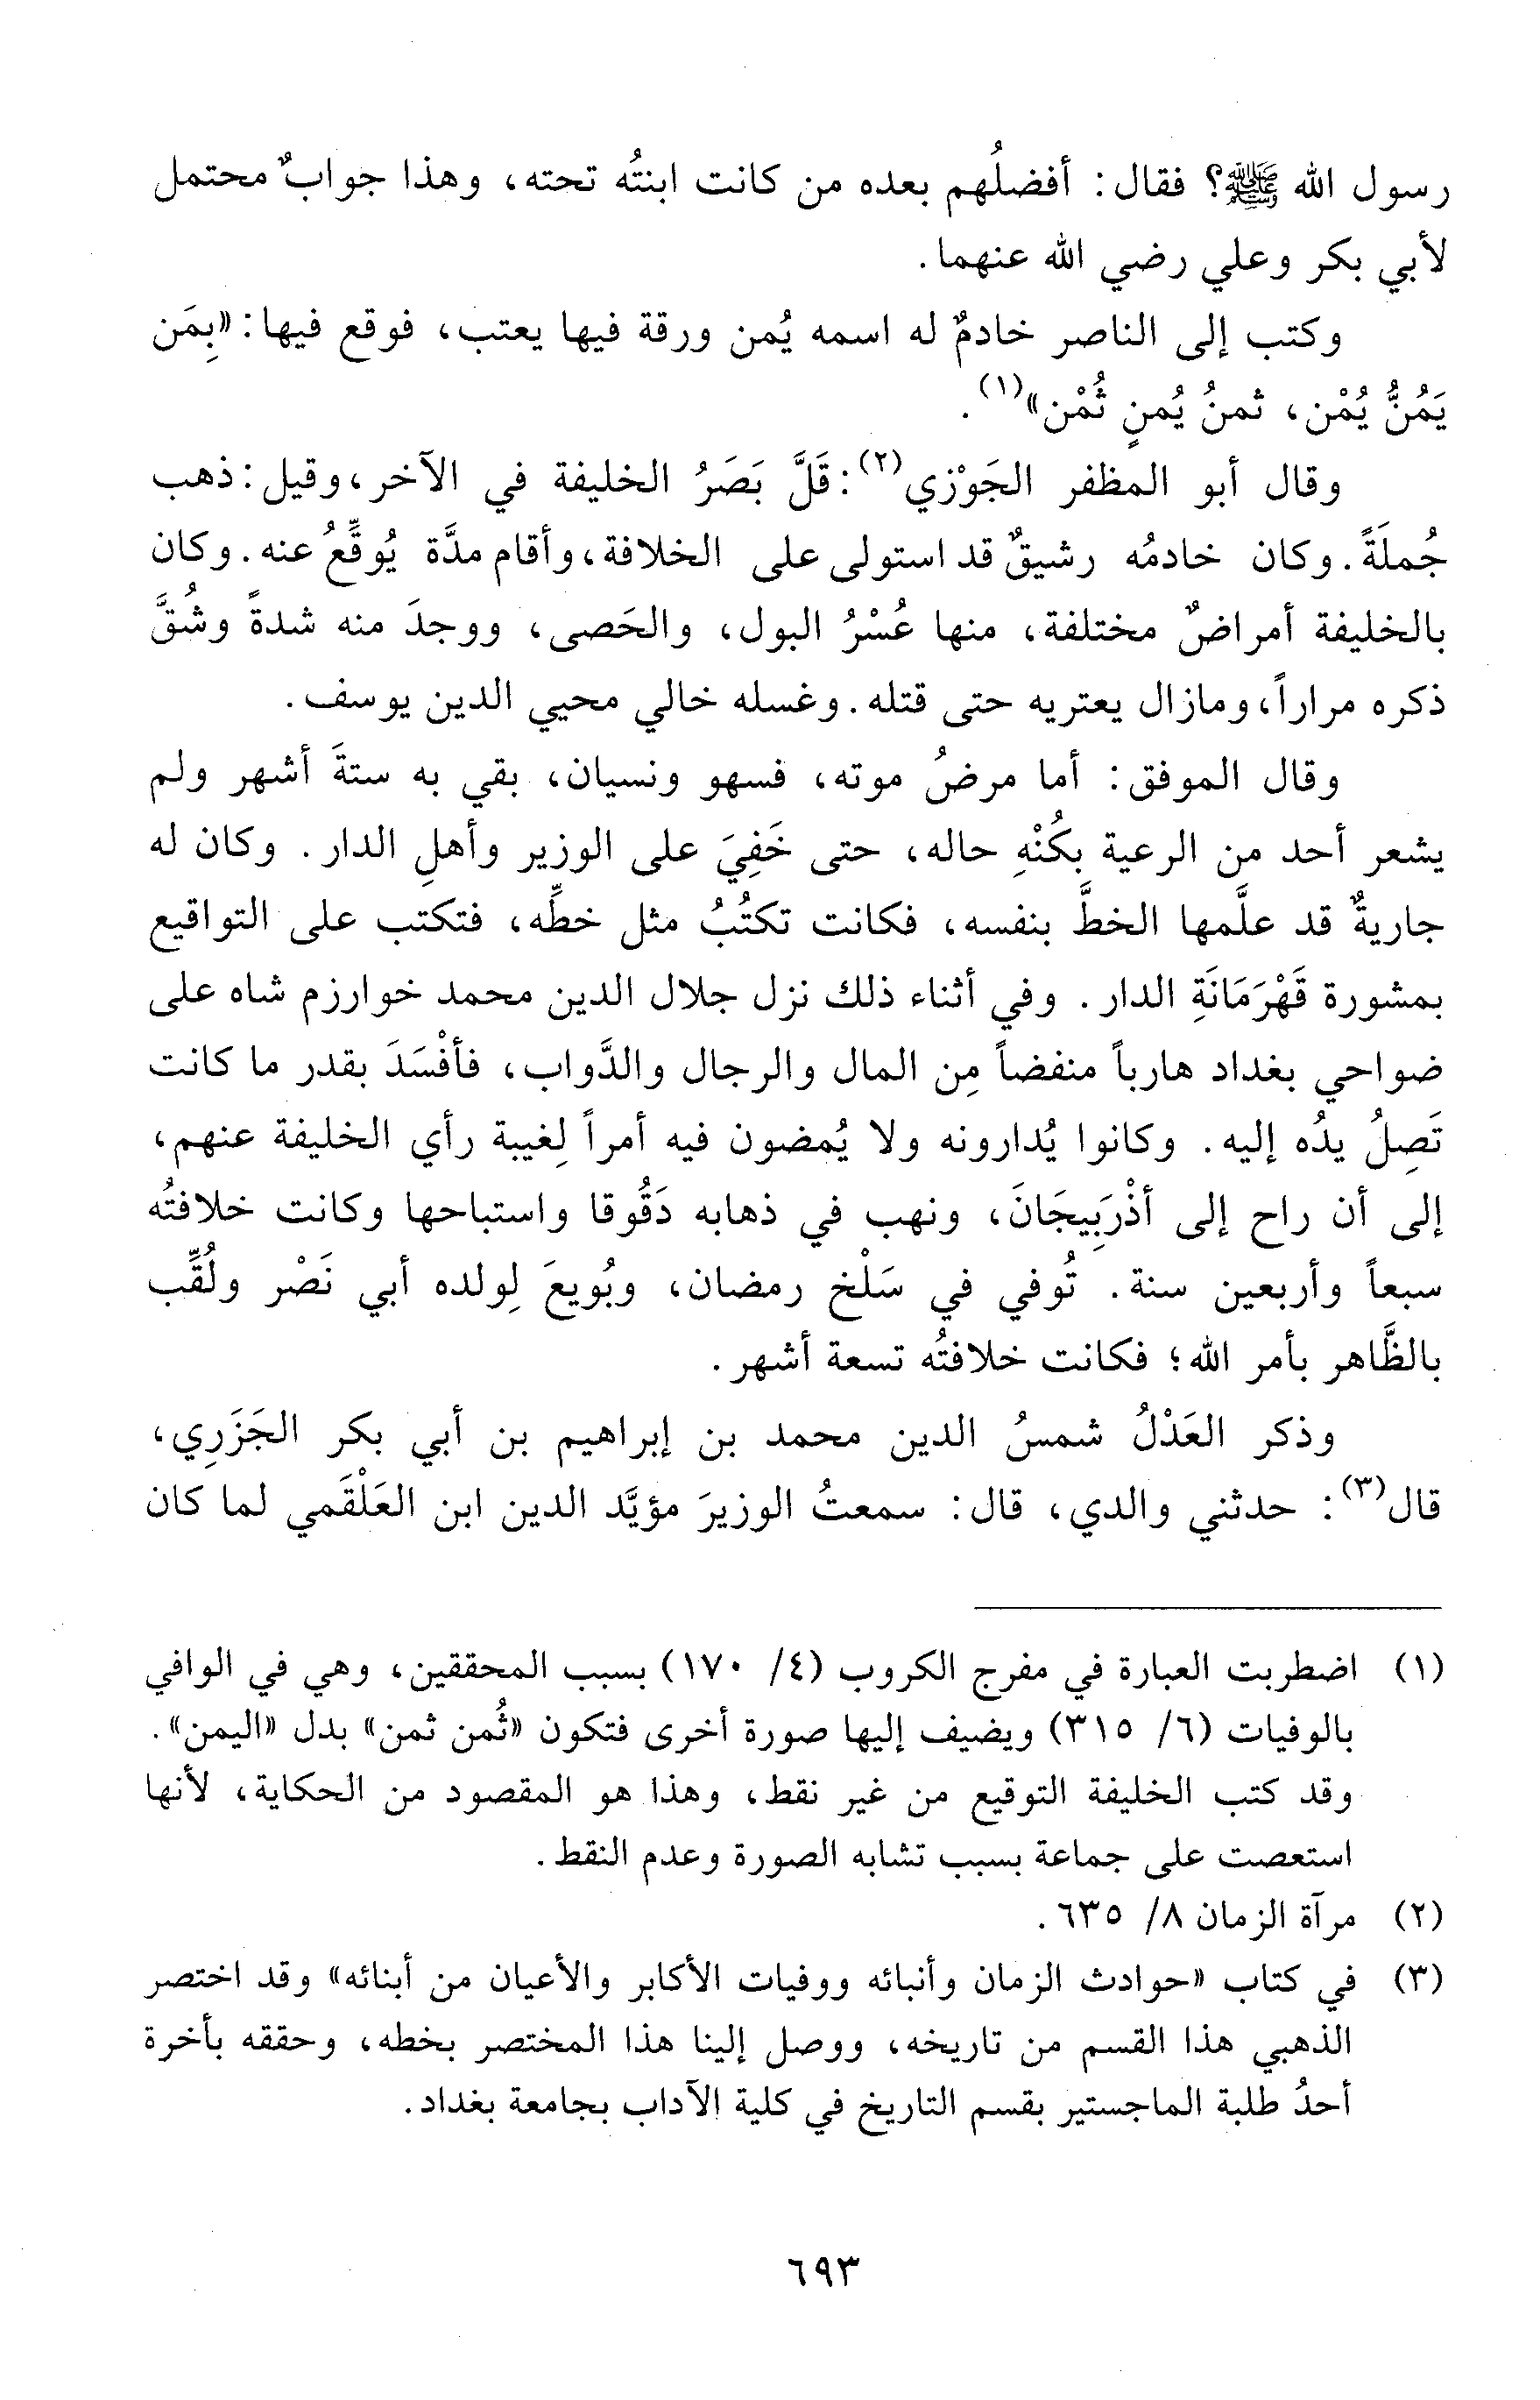 رسول الله ﷺ؟ فقال: أفضلُهم بعده من كانت ابنتُه تحته، وهذا جوابٌ محتمل
لأبي بكر وعلي رضي الله عنهما.
وكتب إلى الناصر خادمٌ له اسمه يُمن ورقة فيها يعتب، فوقع فيها: «بِمَن
يَمُنُّ يُمْن، ثمنُ يُمنٍ ثُمْن»(١).
وقال أبو المظفر الجَوْزي(٢): قَلَّ بَصَرُ الخليفة في الآخر، وقيل: ذهب
جُملَةً. وكان خادمُه رشيقٌ قد استولى على الخلافة، وأقام مدَّة يُوقِّعُ عنه. وكان
بالخليفة أمراضٌ مختلفة، منها عُسْرُ البول، والحَصى، ووجدَ منه شدةً وشُقَّ
ذكره مراراً، ومازال يعتريه حتى قتله. وغسله خالي محيي الدين يوسف.
وقال الموفق: أما مرضُ موته، فسهو ونسيان، بقي به ستةَ أشهر ولم
يشعر أحد من الرعية بكُنْهِ حاله، حتى خَفِيَ على الوزير وأهلِ الدار. وكان له
جاريةٌ قد علَّمها الخطَّ بنفسه، فكانت تكتُبُ مثل خطِّه، فتكتب على التواقيع
بمشورة قَهْرَمَانَةِ الدار. وفي أثناء ذلك نزل جلال الدين محمد خوارزم شاه على
ضواحي بغداد هارباً منفضاً مِن المال والرجال والدَّواب، فأفْسَدَ بقدر ما كانت
تَصِلُ يدُه إليه. وكانوا يُدارونه ولا يُمضون فيه أمراً لِغيبة رأي الخليفة عنهم،
إلى أن راح إلى أذْرَبِيجَانَ، ونهب في ذهابه دَقُوقا واستباحها وكانت خلافتُه
سبعاً وأربعين سنة. تُوفي في سَلْخ رمضان، وبُويعَ لِولده أبي نَصْر ولُقِّب
بالظَّاهر بأمر الله؛ فكانت خلافتُه تسعة أشهر.
وذكر العَدْلُ شمسُ الدين محمد بن إبراهيم بن أبي بكر الجَزَرِي،
قال(٣): حدثني والدي، قال: سمعتُ الوزيرَ مؤيَّد الدين ابن العَلْقَمي لما كان
(١) اضطربت العبارة في مفرج الكروب (٤/ ١٧٠) بسبب المحققين، وهي في الوافي
بالوفيات (٦/ ٣١٥) ويضيف إليها صورة أخرى فتكون «ثُمن ثمن» بدل «اليمن».
وقد كتب الخليفة التوقيع من غير نقط، وهذا هو المقصود من الحكاية، لأنها
استعصت على جماعة بسبب تشابه الصورة وعدم النقط.
(٢) مرآة الزمان ٨/ ٦٣٥.
(٣) في كتاب «حوادث الزمان وأنبائه ووفيات الأكابر والأعيان من أبنائه» وقد اختصر
الذهبي هذا القسم من تاريخه، ووصل إلينا هذا المختصر بخطه، وحققه بأخرة
أحدُ طلبة الماجستير بقسم التاريخ في كلية الآداب بجامعة بغداد.
٦٩٣